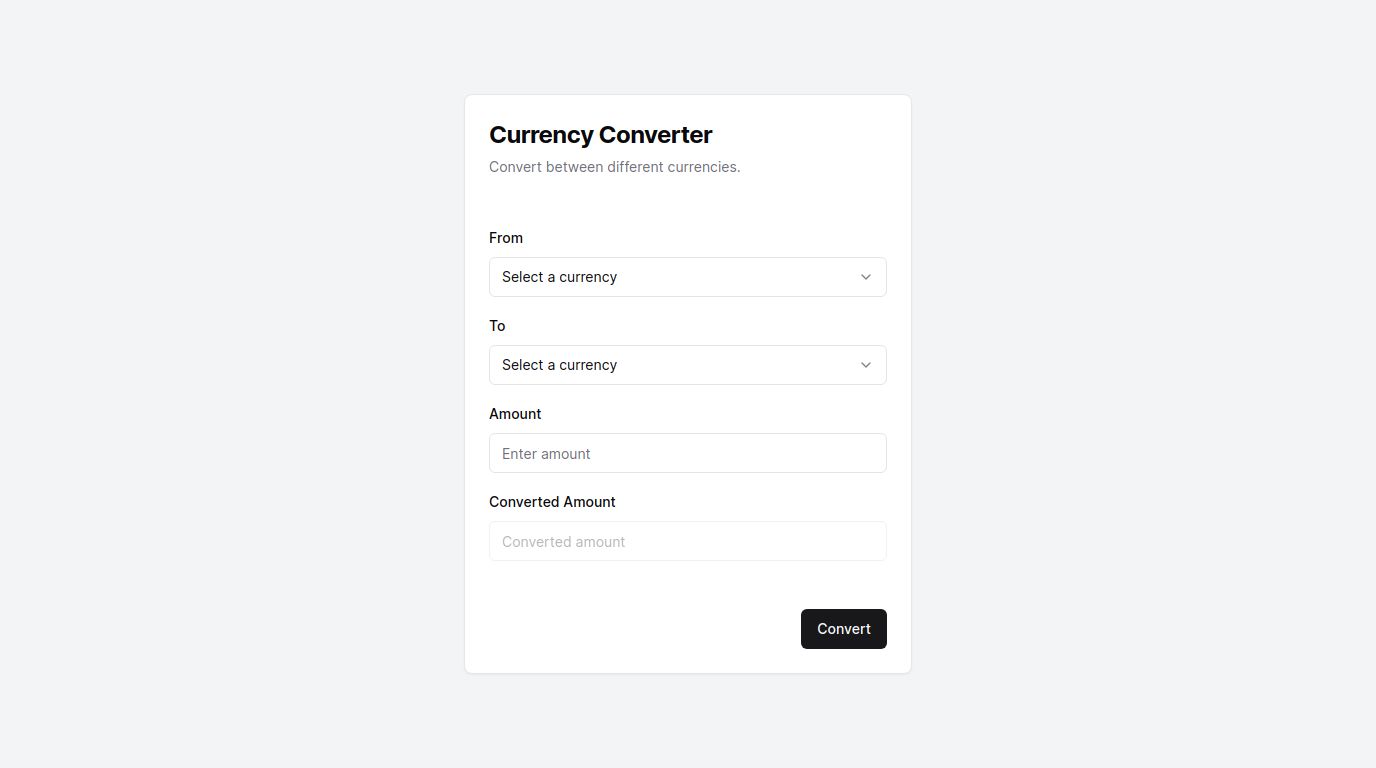 Currency Converter
Convert between different currencies.
From
Select a currency
To
Select a currency
Amount
Enter amount
Converted Amount
Converted amount
Convert